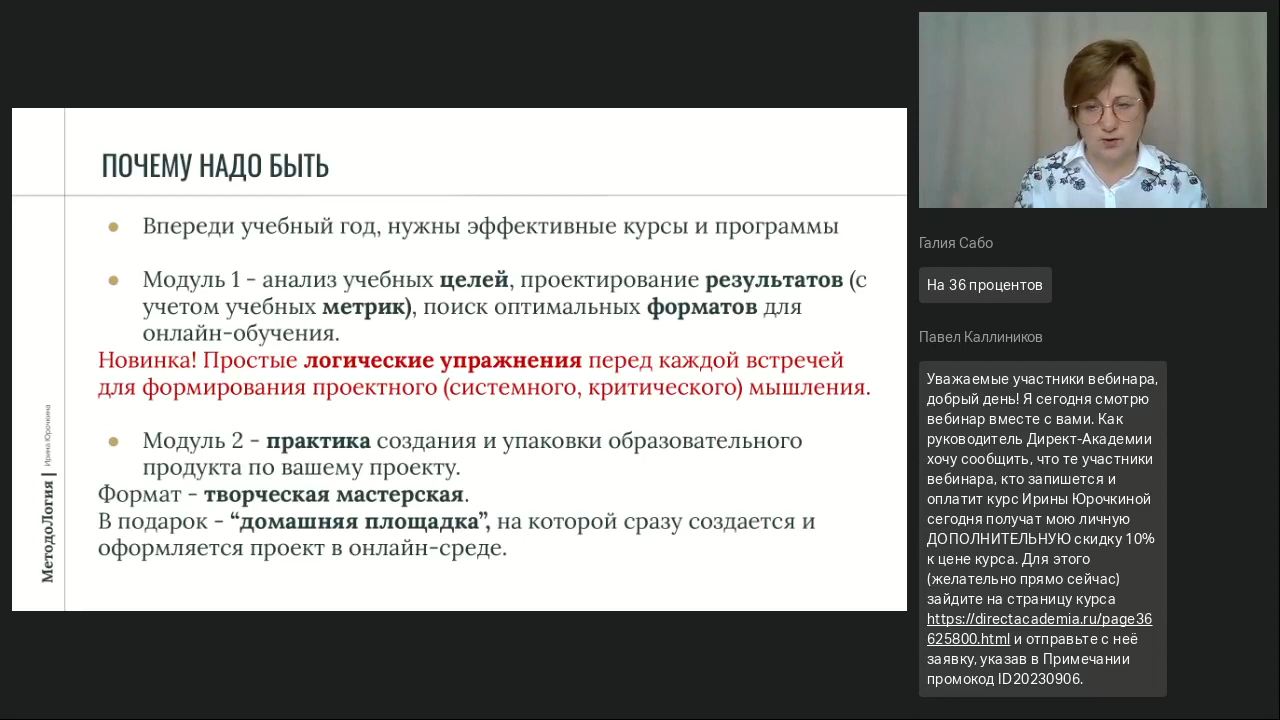 ПОЧЕМУ НАДО БЫТЬ
Впереди учебный год, нужны эффективные курсы и программы
Модуль 1 - анализ учебных целей, проектирование результатов (с
учетом учебных метрик), поиск оптимальных форматов для
онлайн-обучения.
Новинка! Простые логические упражнения перед каждой встречей
для формирования проектного (системного, критического) мышления.
Модуль 2 - практика создания и упаковки образовательного
продукта по вашему проекту.
Формат - творческая мастерская.
В подарок - “домашняя площадка”, на которой сразу создается и
оформляется проект в онлайн-среде.
МетодоЛогия | Ирина Юрочкина
Галия Сабо
На 36 процентов
Павел Каллиников
Уважаемые участники вебинара,
добрый день! Я сегодня смотрю
вебинар вместе с вами. Как
руководитель Директ-Академии
хочу сообщить, что те участники
вебинара, кто запишется и
оплатит курс Ирины Юрочкиной
сегодня получат мою личную
ДОПОЛНИТЕЛЬНУЮ скидку 10%
к цене курса. Для этого
(желательно прямо сейчас)
зайдите на страницу курса
https://directacademia.ru/page36
625800.html и отправьте с неё
заявку, указав в Примечании
промокод ID20230906.